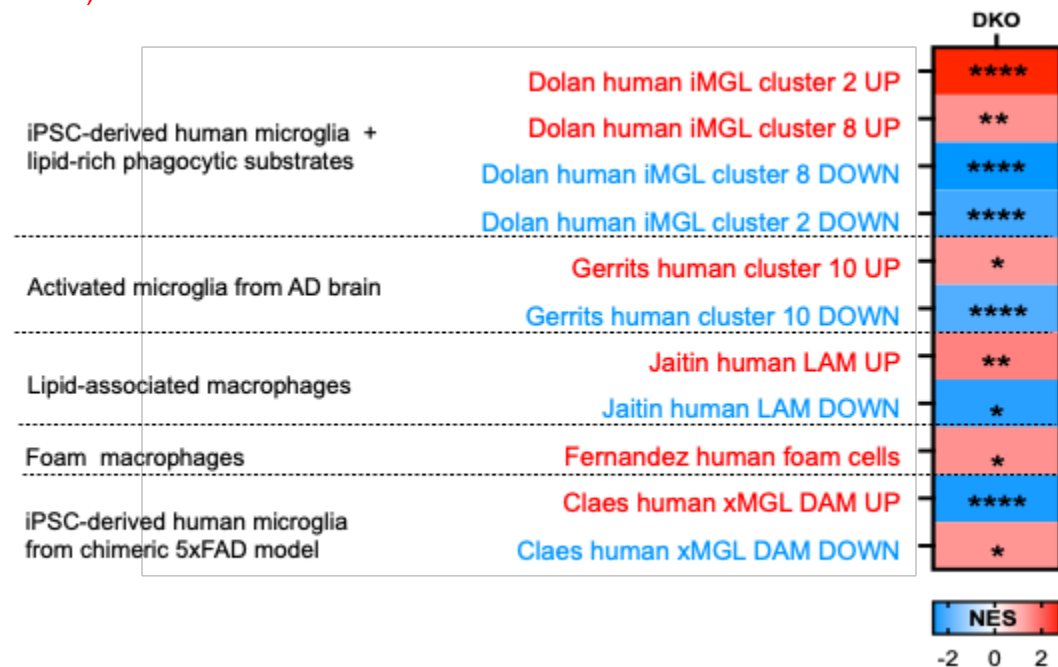 DKO
Dolan human iMGL cluster 2 UP ****
iPSC-derived human microglia +
lipid-rich phagocytic substrates
Dolan human iMGL cluster 8 UP **
Dolan human iMGL cluster 8 DOWN ****
Dolan human iMGL cluster 2 DOWN ****
Activated microglia from AD brain
Gerrits human cluster 10 UP *
Gerrits human cluster 10 DOWN ****
Lipid-associated macrophages
Jaitin human LAM UP **
Jaitin human LAM DOWN *
Foam macrophages
Fernandez human foam cells *
iPSC-derived human microglia
from chimeric 5xFAD model
Claes human xMGL DAM UP ****
Claes human xMGL DAM DOWN *
NES
-2 0 2